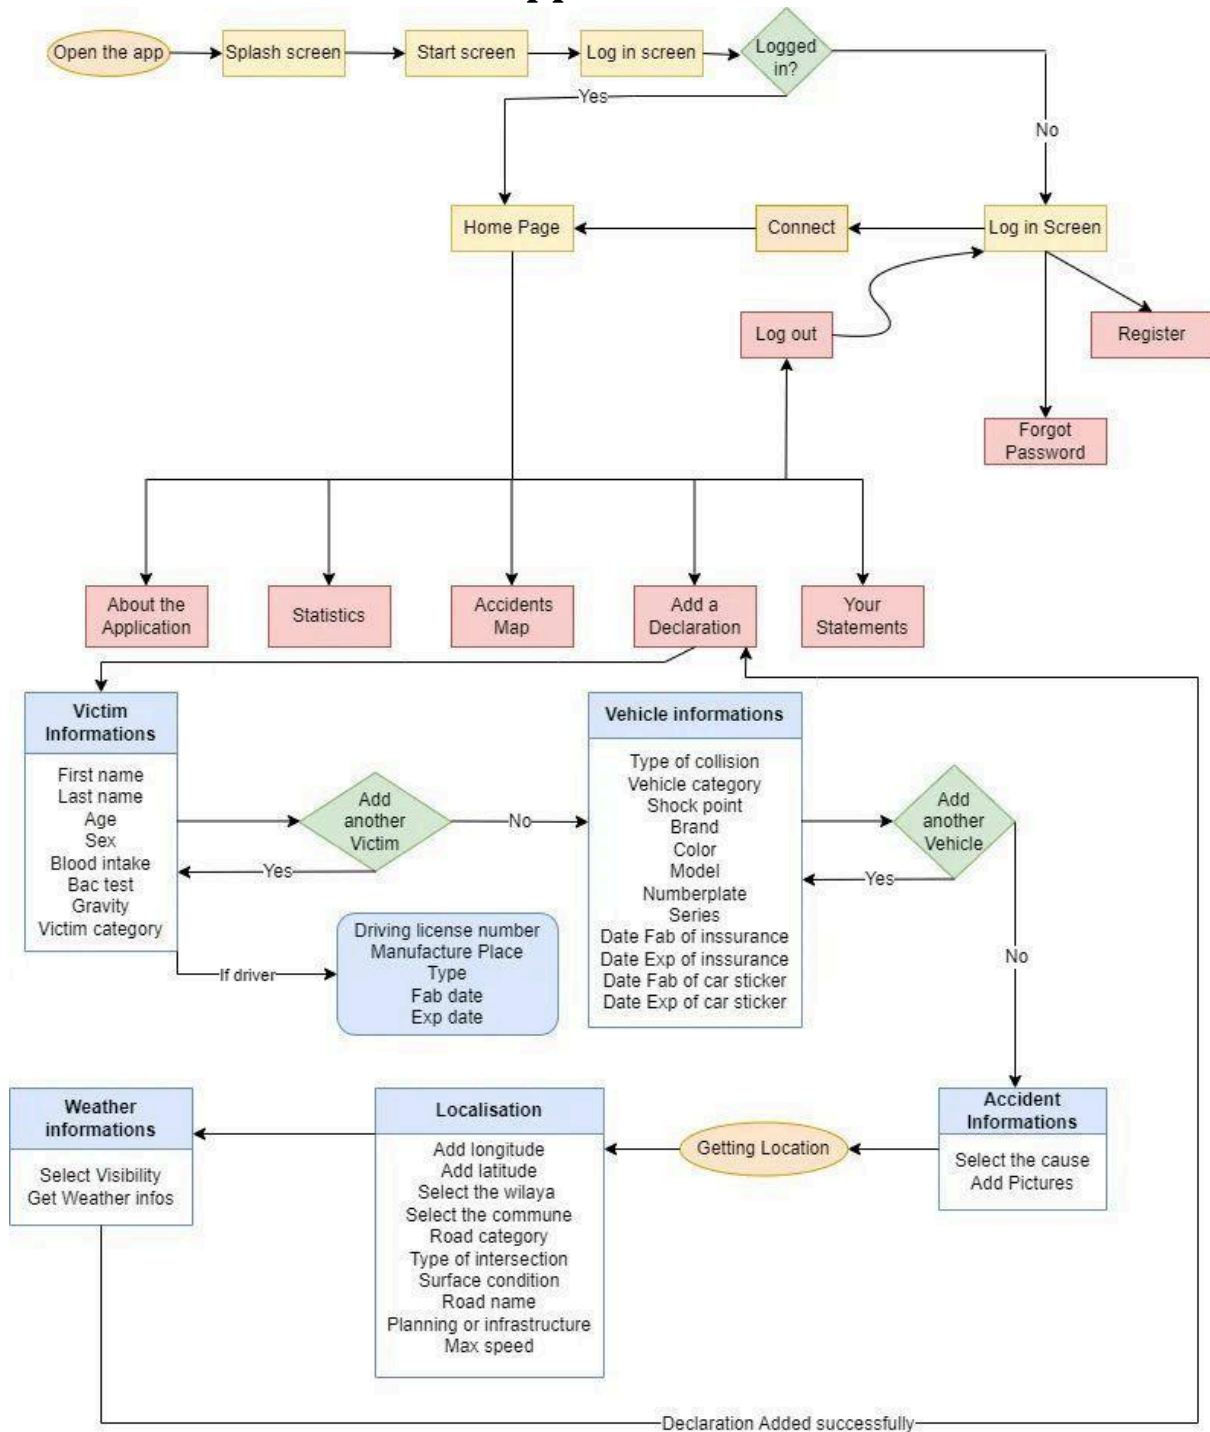 Open the app
Splash screen
Start screen
Log in screen
Logged
in?
Yes
No
Home Page
Connect
Log in Screen
Log out
Register
Forgot
Password
About the
Application
Statistics
Accidents
Map
Add a
Declaration
Your
Statements
Victim
Informations
First name
Last name
Age
Sex
Blood intake
Bac test
Gravity
Victim category
Add
another
Victim
No
Yes
If driver
Driving license number
Manufacture Place
Type
Fab date
Exp date
Vehicle informations
Type of collision
Vehicle category
Shock point
Brand
Color
Model
Numberplate
Series
Date Fab of inssurance
Date Exp of inssurance
Date Fab of car sticker
Date Exp of car sticker
Add
another
Vehicle
Yes
No
Accident
Informations
Select the cause
Add Pictures
Getting Location
Localisation
Add longitude
Add latitude
Select the wilaya
Select the commune
Road category
Type of intersection
Surface condition
Road name
Planning or infrastructure
Max speed
Weather
informations
Select Visibility
Get Weather infos
Declaration Added successfully